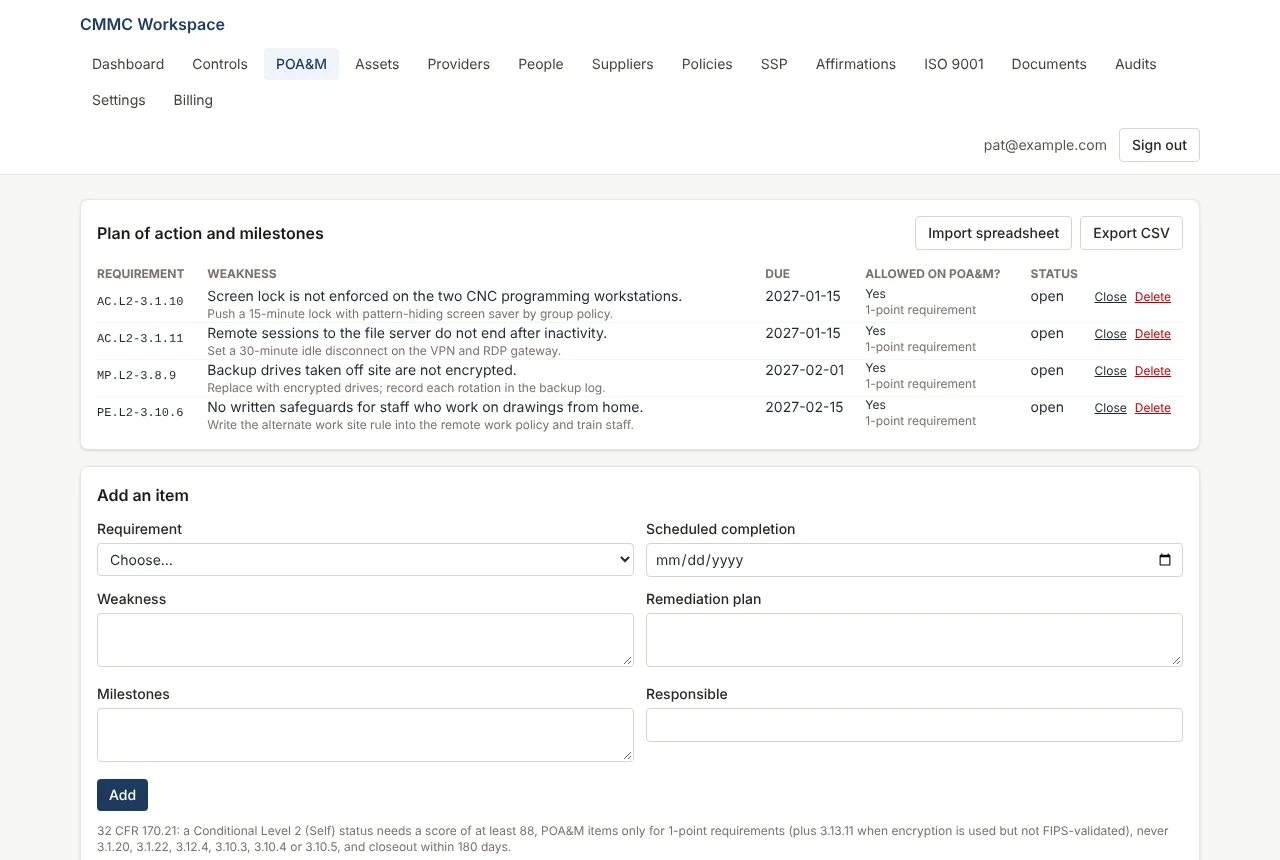 CMMC Workspace
Dashboard Controls POA&M Assets Providers People Suppliers Policies SSP Affirmations ISO 9001 Documents Audits
Settings Billing
pat@example.com Sign out
Plan of action and milestones Import spreadsheet Export CSV
REQUIREMENT WEAKNESS DUE ALLOWED ON POA&M? STATUS
AC.L2-3.1.10 Screen lock is not enforced on the two CNC programming workstations. 2027-01-15 Yes open Close Delete
Push a 15-minute lock with pattern-hiding screen saver by group policy. 1-point requirement
AC.L2-3.1.11 Remote sessions to the file server do not end after inactivity. 2027-01-15 Yes open Close Delete
Set a 30-minute idle disconnect on the VPN and RDP gateway. 1-point requirement
MP.L2-3.8.9 Backup drives taken off site are not encrypted. 2027-02-01 Yes open Close Delete
Replace with encrypted drives; record each rotation in the backup log. 1-point requirement
PE.L2-3.10.6 No written safeguards for staff who work on drawings from home. 2027-02-15 Yes open Close Delete
Write the alternate work site rule into the remote work policy and train staff. 1-point requirement
Add an item
Requirement Scheduled completion
Choose... mm/dd/yyyy
Weakness Remediation plan
Milestones Responsible
Add
32 CFR 170.21: a Conditional Level 2 (Self) status needs a score of at least 88, POA&M items only for 1-point requirements (plus 3.13.11 when encryption is used but not FIPS-validated), never
3.1.20, 3.1.22, 3.12.4, 3.10.3, 3.10.4 or 3.10.5, and closeout within 180 days.